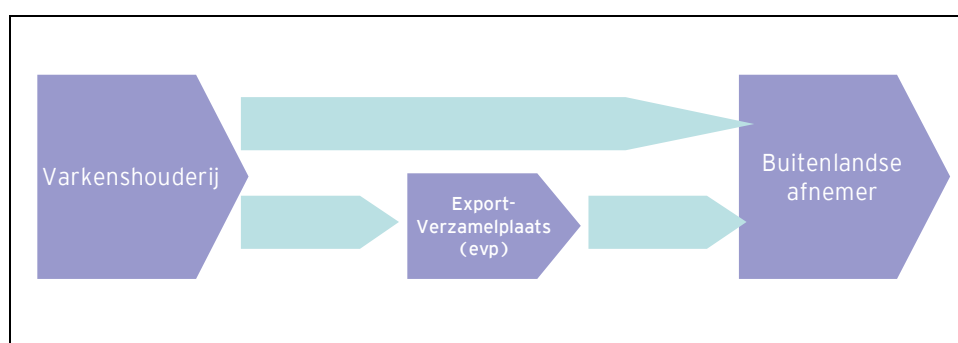 Varkenshouderij
Export-
Verzamelplaats
(evp)
Buitenlandse
afnemer